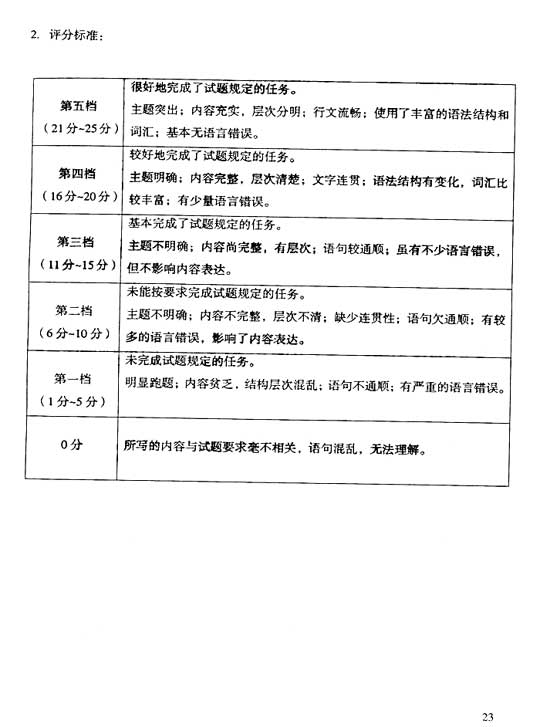 2. 评分标准：
第五档
（21分~25分）
很好地完成了试题规定的任务。
主题突出；内容充实，层次分明；行文流畅；使用了丰富的语法结构和
词汇；基本无语言错误。
第四档
（16分~20分）
较好地完成了试题规定的任务。
主题明确；内容完整，层次清楚；文字连贯；语法结构有变化，词汇比
较丰富；有少量语言错误。
第三档
（11分~15分）
基本完成了试题规定的任务。
主题不明确；内容尚完整，有层次；语句较通顺；虽有不少语言错误，
但不影响内容表达。
第二档
（6分~10分）
未能按要求完成试题规定的任务。
主题不明确；内容不完整，层次不清；缺少连贯性；语句欠通顺；有较
多的语言错误，影响了内容表达。
第一档
（1分~5分）
未完成试题规定的任务。
明显跑题；内容贫乏，结构层次混乱；语句不通顺；有严重的语言错误。
0分
所写的内容与试题要求毫不相关，语句混乱，无法理解。
23